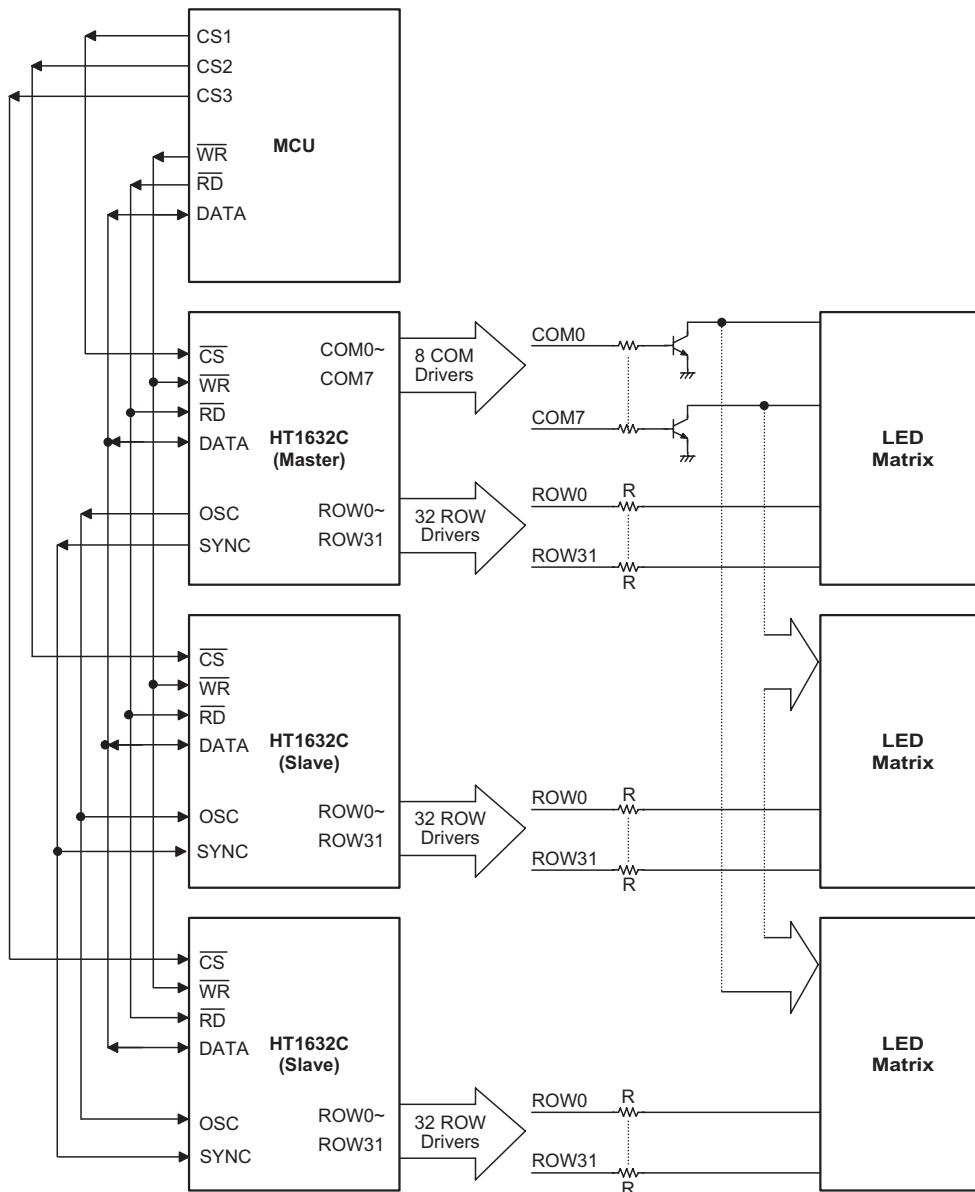 CS1
CS2
CS3
MCU
WR
RD
DATA
CS
WR
RD
DATA
HT1632C
(Master)
OSC
SYNC
COM0~
COM7
8 COM
Drivers
ROW0~
ROW31
32 ROW
Drivers
COM0
COM7
ROW0
R
ROW31
R
LED
Matrix
CS
WR
RD
DATA
HT1632C
(Slave)
OSC
SYNC
ROW0~
ROW31
32 ROW
Drivers
ROW0
R
ROW31
R
LED
Matrix
CS
WR
RD
DATA
HT1632C
(Slave)
OSC
SYNC
ROW0~
ROW31
32 ROW
Drivers
ROW0
R
ROW31
R
LED
Matrix